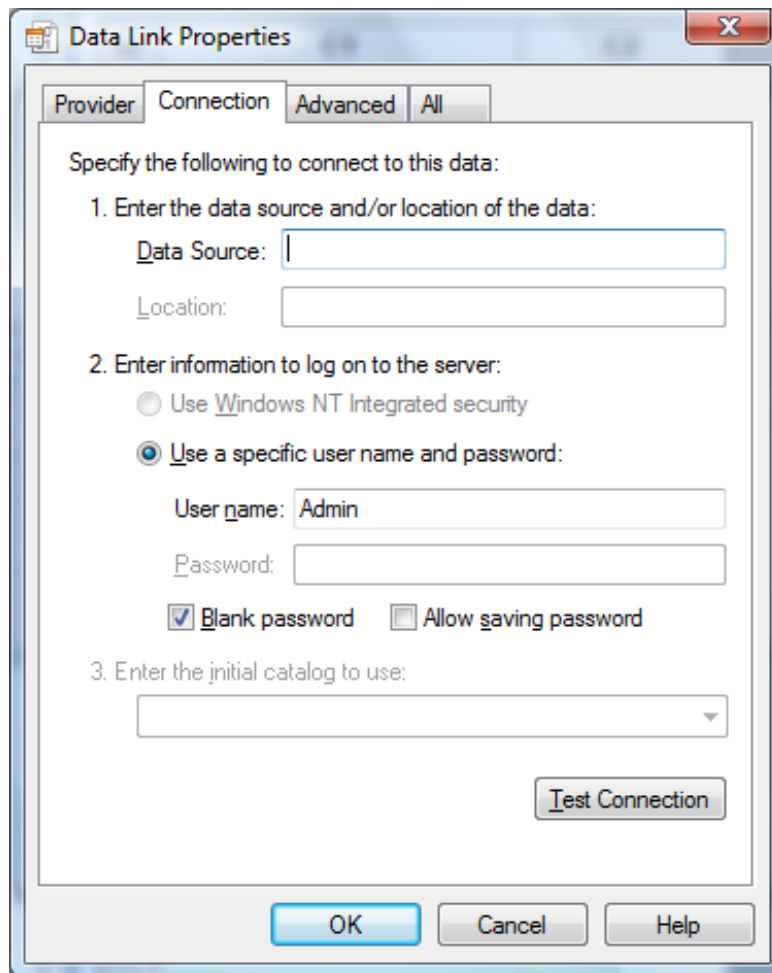 Data Link Properties
Provider Connection Advanced All
Specify the following to connect to this data:
1. Enter the data source and/or location of the data:
Data Source:
Location:
2. Enter information to log on to the server:
Use Windows NT Integrated security
Use a specific user name and password:
User name: Admin
Password:
Blank password Allow saving password
3. Enter the initial catalog to use:
Test Connection
OK Cancel Help